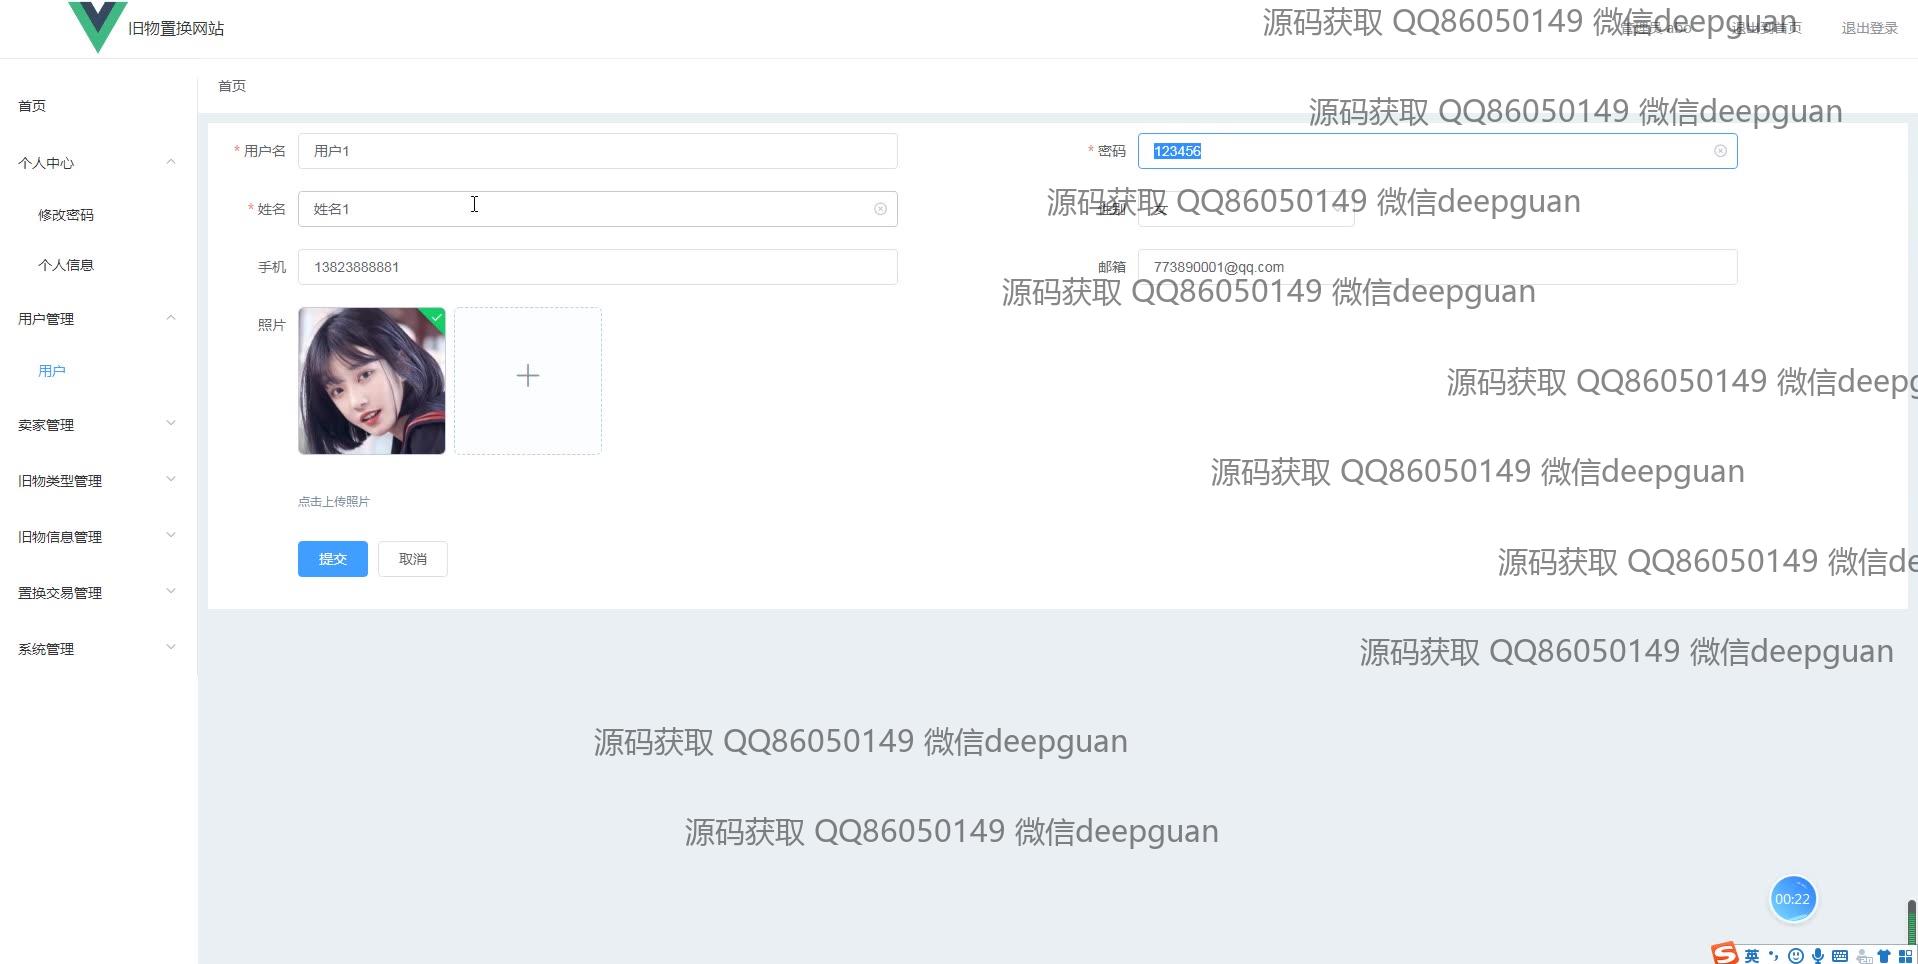 旧物置换网站
源码获取 QQ86050149 微信deepguan
退出到首页
退出登录
首页
首页
源码获取 QQ86050149 微信deepguan
* 用户名 用户1
* 密码 123456
个人中心
修改密码
* 姓名 姓名1
性别 女
源码获取 QQ86050149 微信deepguan
个人信息
手机 13823888881
邮箱 773890001@qq.com
源码获取 QQ86050149 微信deepguan
用户管理
照片
用户
源码获取 QQ86050149 微信deepg
卖家管理
源码获取 QQ86050149 微信deepguan
旧物类型管理
点击上传照片
旧物信息管理
提交 取消
源码获取 QQ86050149 微信de
置换交易管理
系统管理
源码获取 QQ86050149 微信deepguan
源码获取 QQ86050149 微信deepguan
源码获取 QQ86050149 微信deepguan
00:22
英